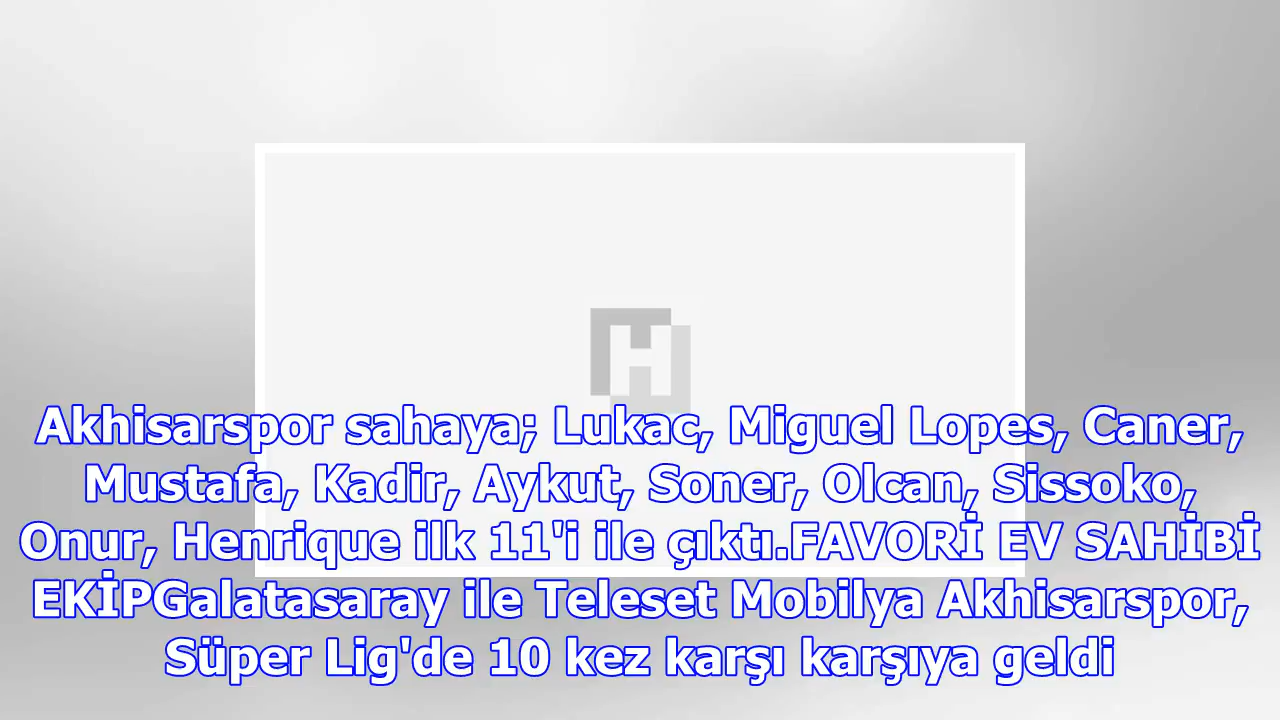 H
Akhisarspor sahaya; Lukac, Miguel Lopes, Caner,
Mustafa, Kadir, Aykut, Soner, Olcan, Sissoko,
Onur, Henrique ilk 11'i ile çıktı.FAVORİ EV SAHİBİ
EKİPGalatasaray ile Teleset Mobilya Akhisarspor,
Süper Lig'de 10 kez karşı karşıya geldi